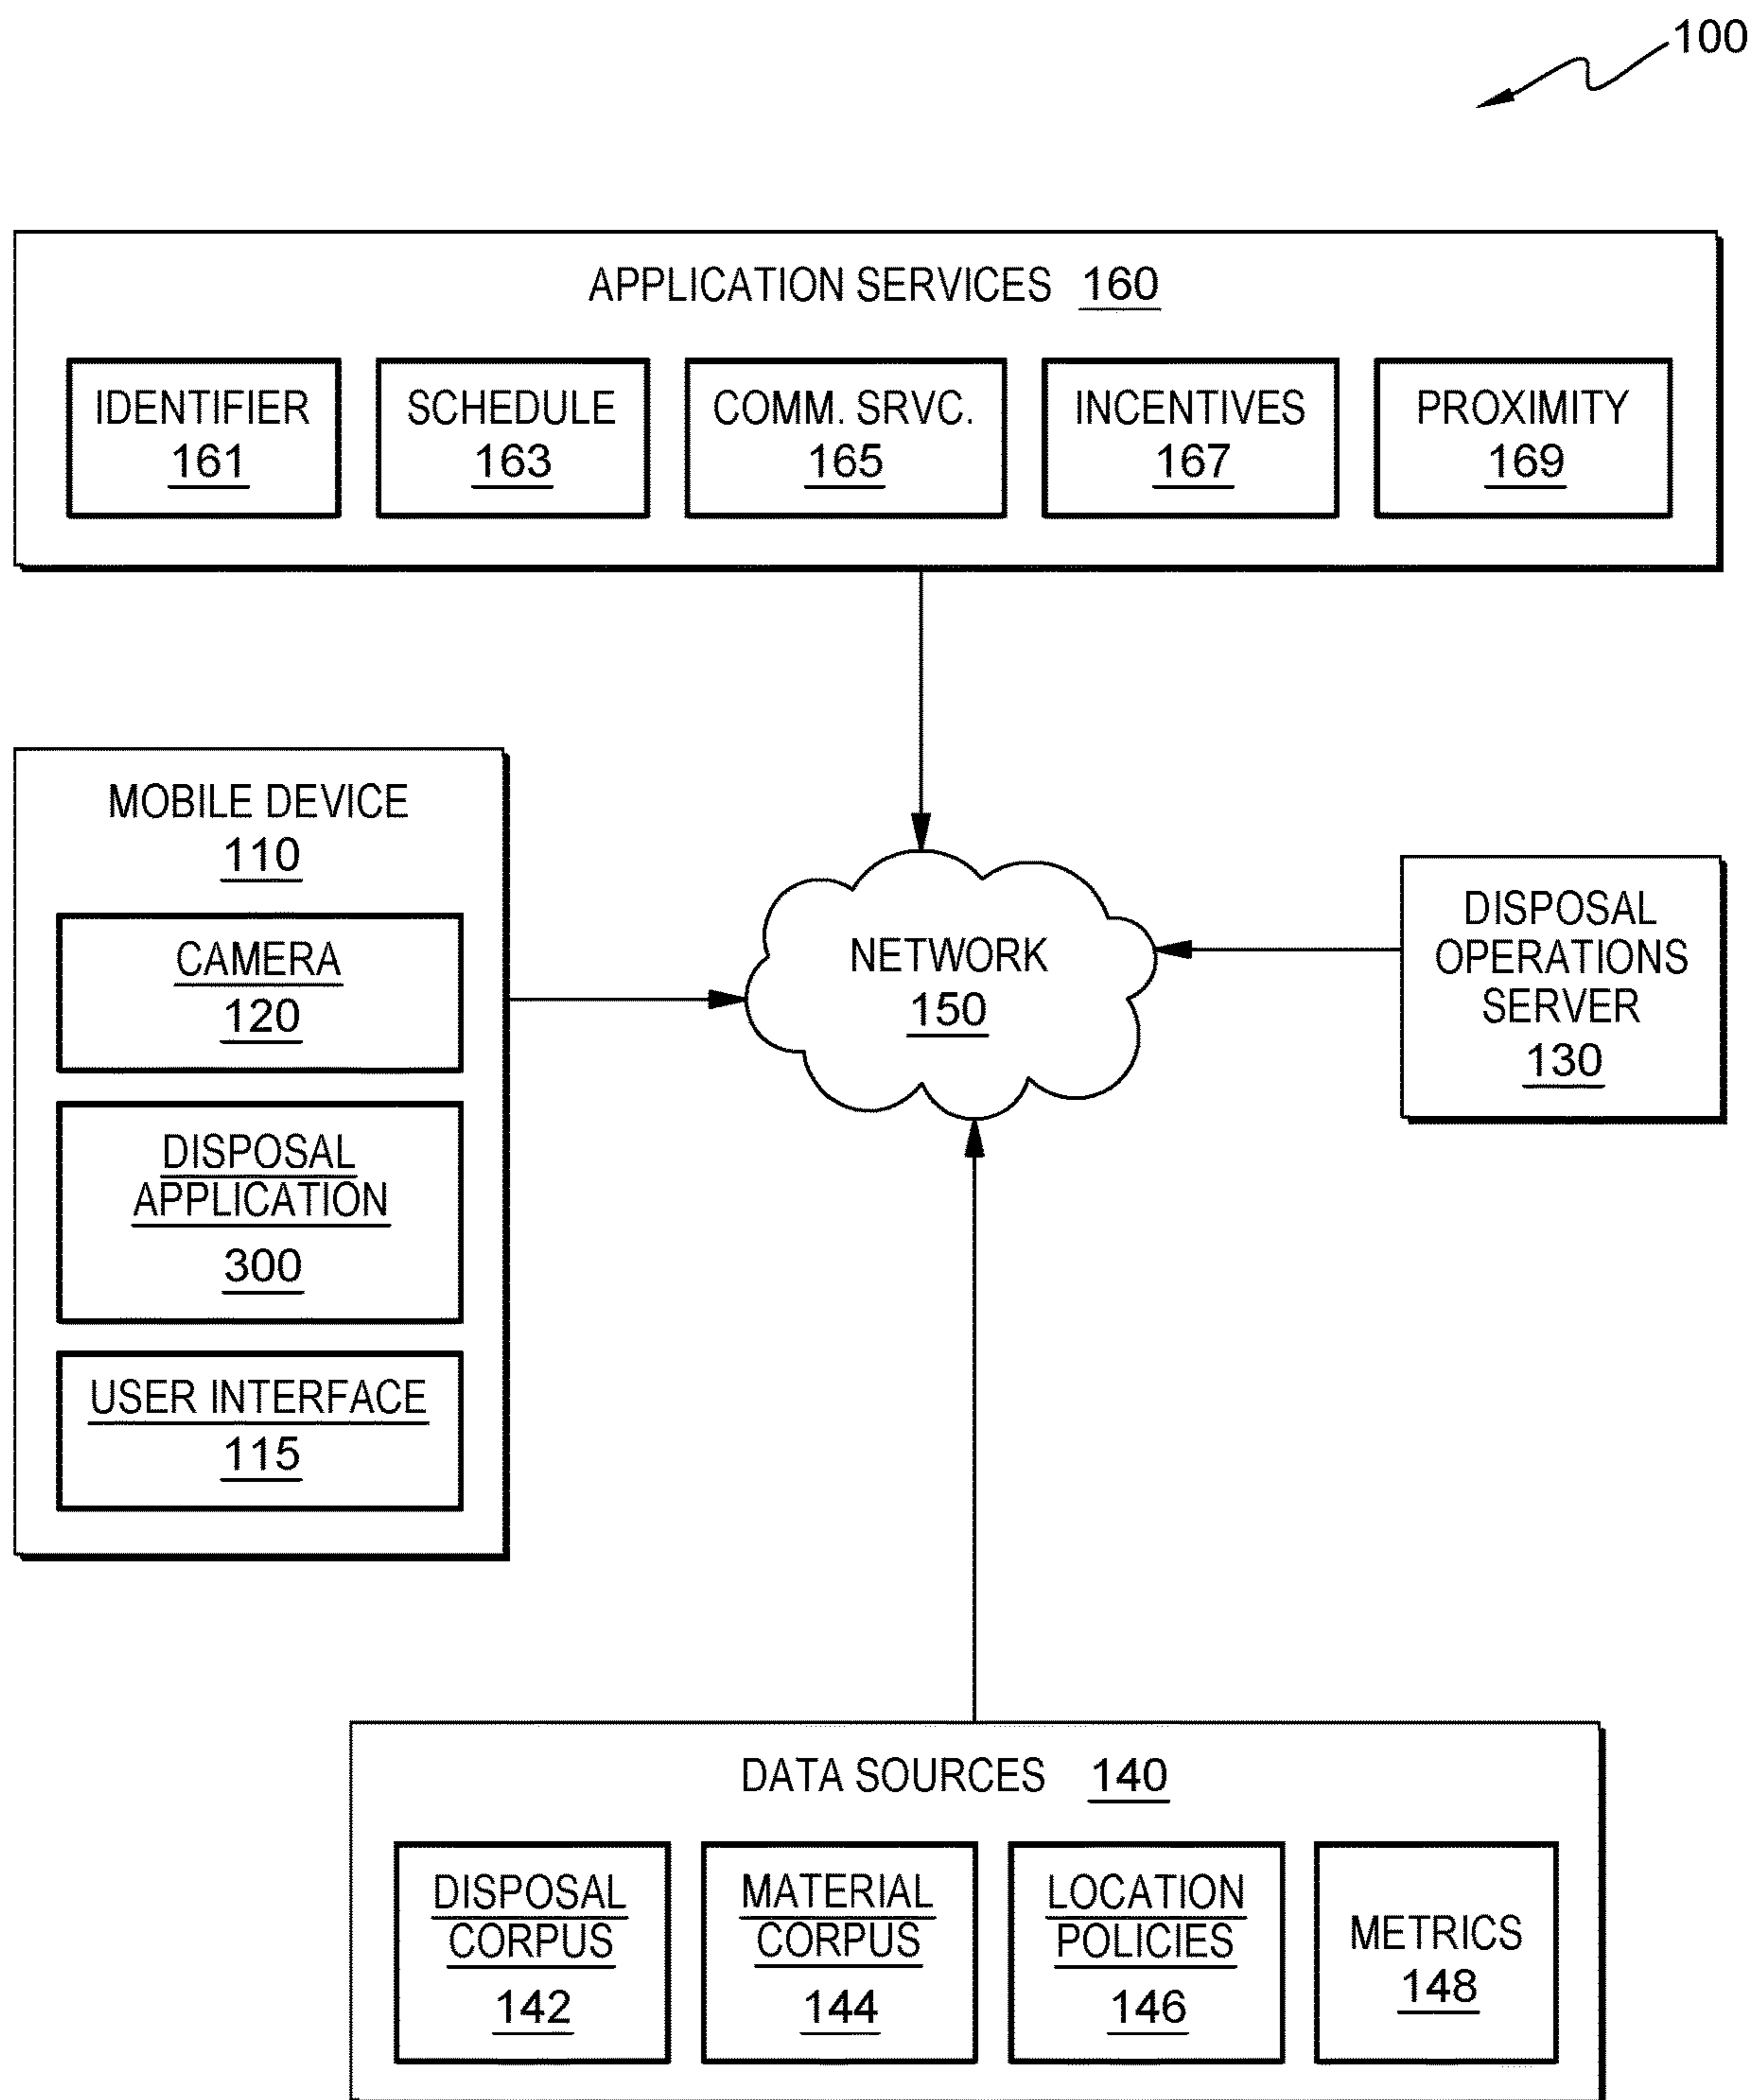 100
APPLICATION SERVICES 160
IDENTIFIER
161
SCHEDULE
163
COMM. SRVC.
165
INCENTIVES
167
PROXIMITY
169
MOBILE DEVICE
110
CAMERA
120
DISPOSAL
APPLICATION
300
USER INTERFACE
115
NETWORK
150
DISPOSAL
OPERATIONS
SERVER
130
DATA SOURCES 140
DISPOSAL
CORPUS
142
MATERIAL
CORPUS
144
LOCATION
POLICIES
146
METRICS
148